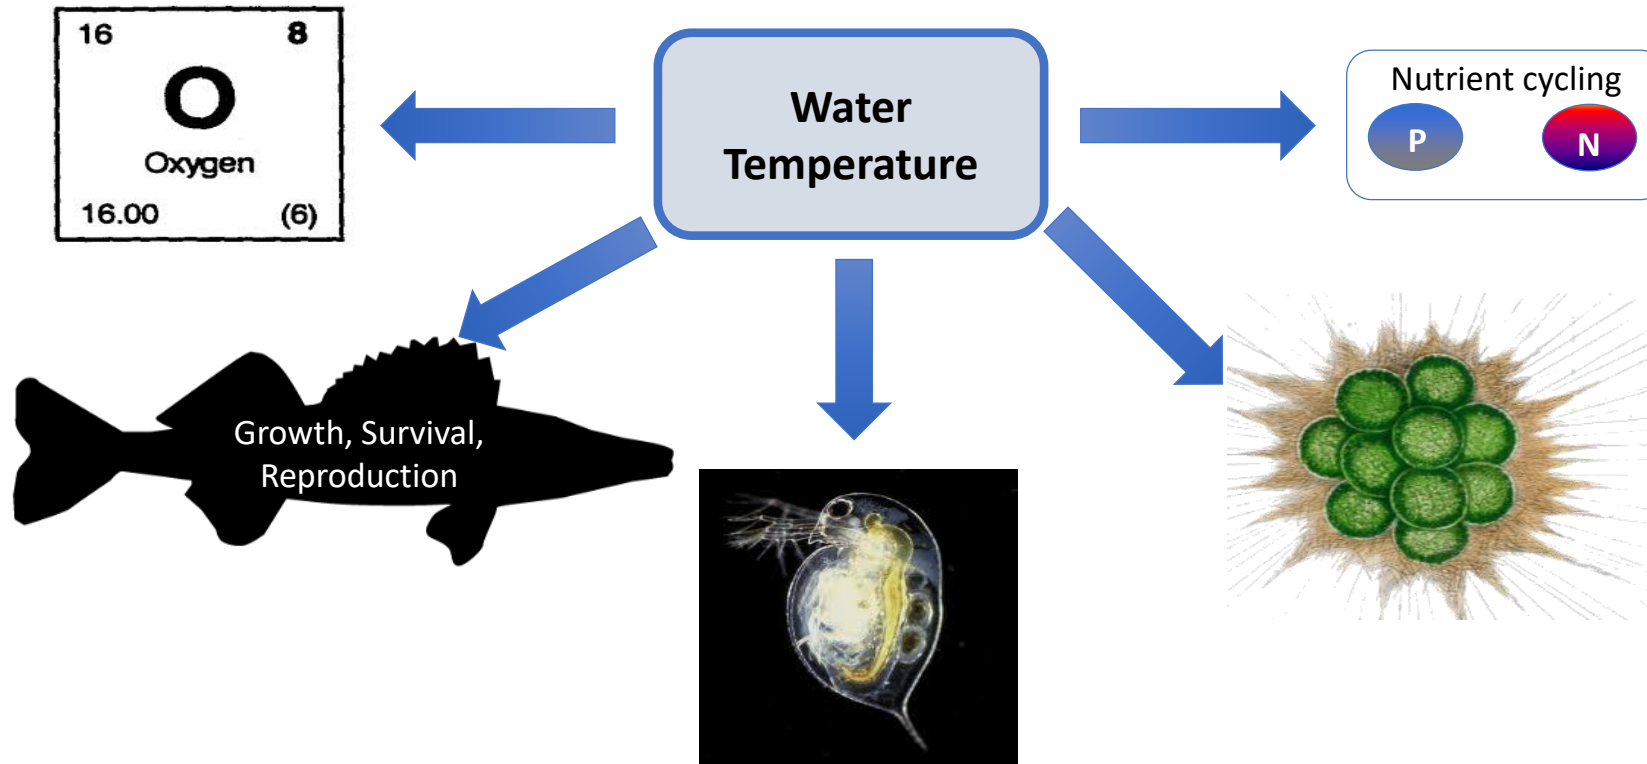 16 8
O
Oxygen
16.00 (6)
Water
Temperature
Nutrient cycling
P N
Growth, Survival,
Reproduction